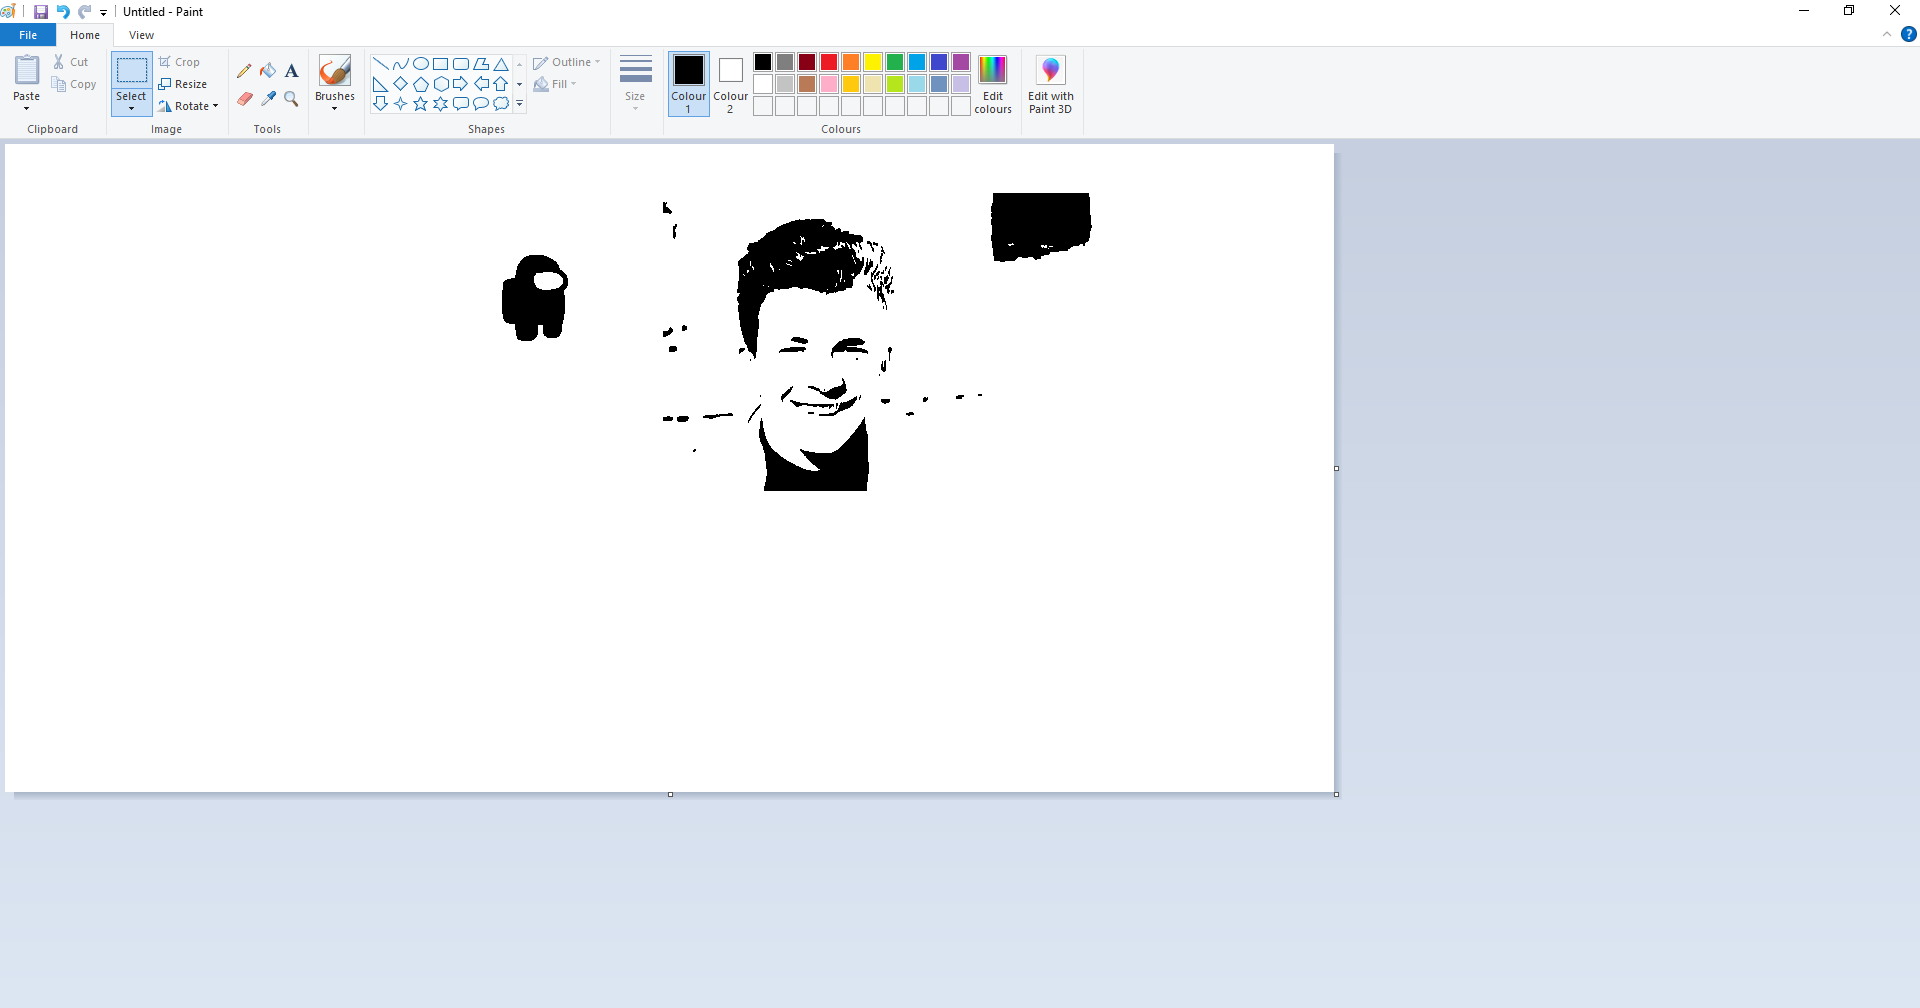 Untitled - Paint
File Home View
Paste Cut Copy
Clipboard
Select Crop Resize Rotate
Image
A
Tools
Brushes
Shapes
Outline Fill
Size
Colour 1
Colour 2
Colours
Edit colours
Edit with Paint 3D
?